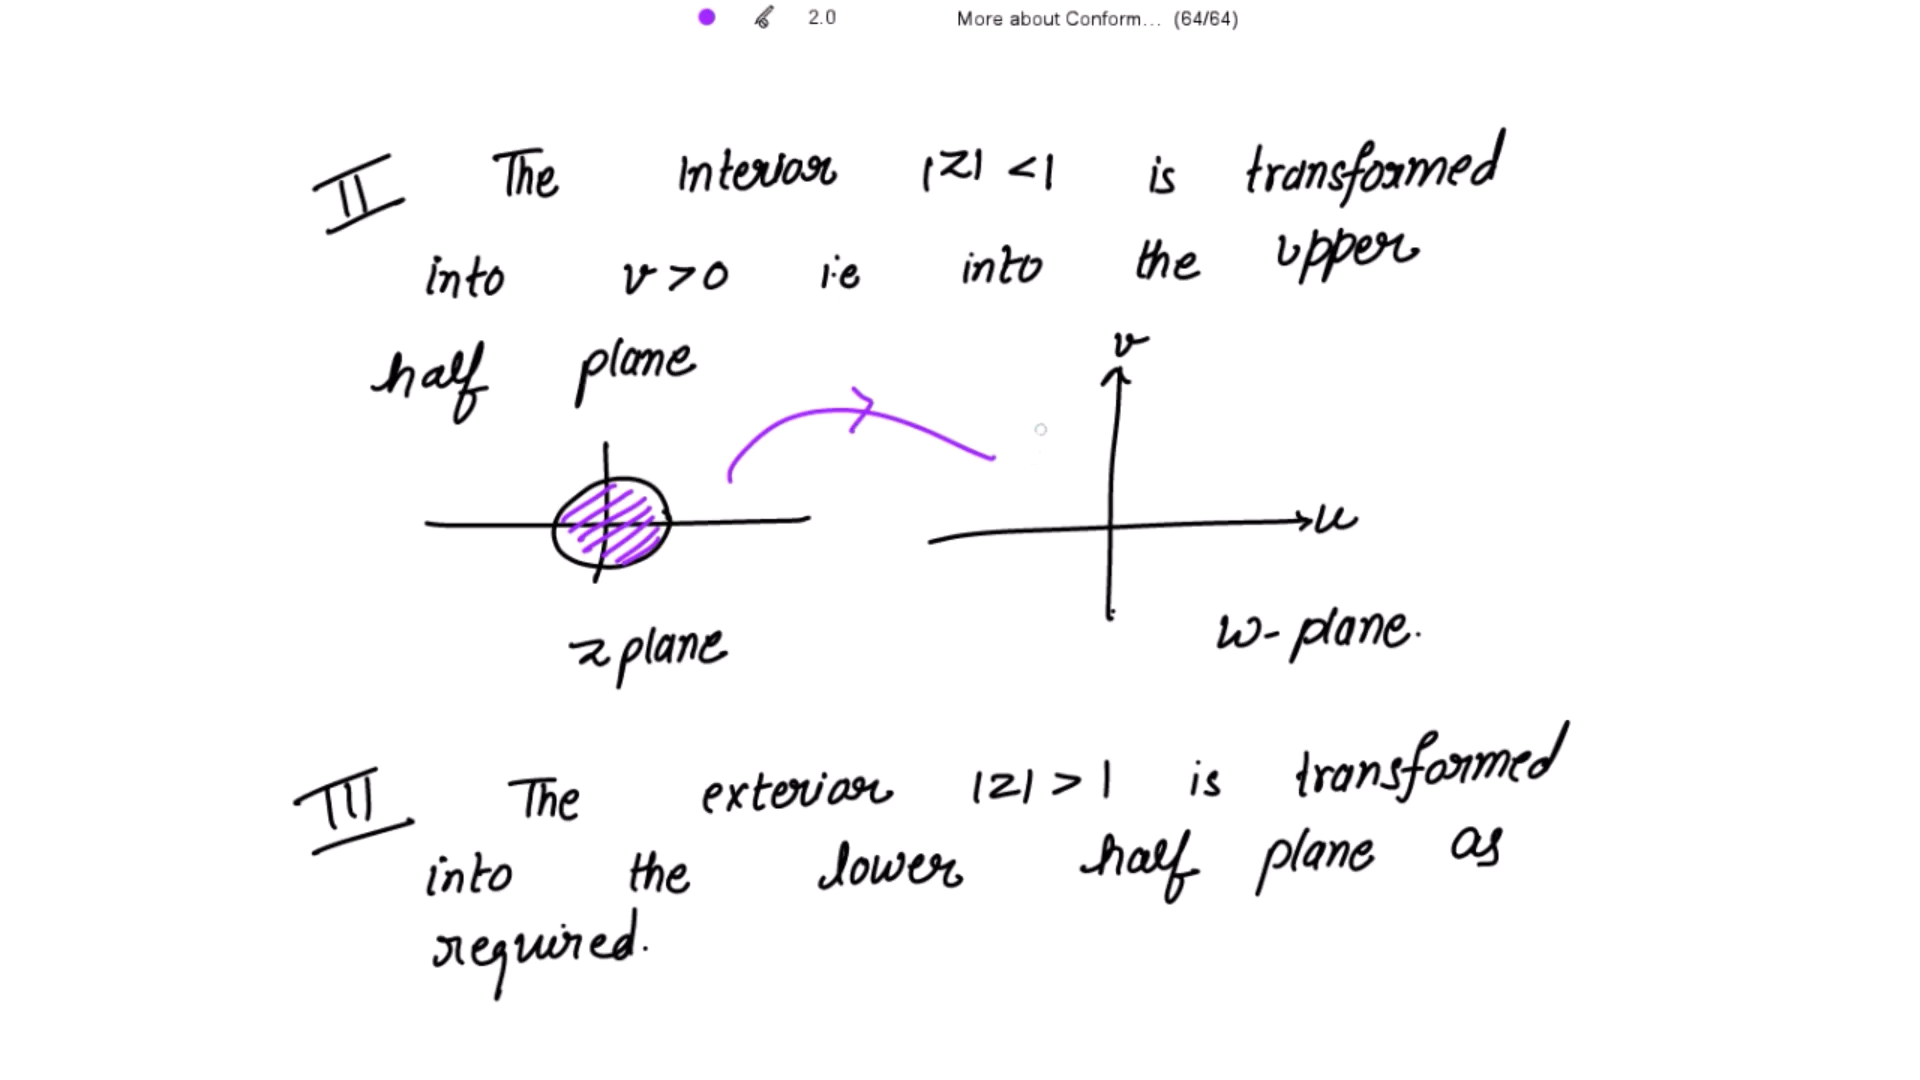 2.0 More about Conform... (64/64)
II The Interior |z| <1 is transformed
into v>0 i.e into the upper
half plane
v
u
z plane
w- plane.
III The exterior |z| > 1 is transformed
into the lower half plane as
required.